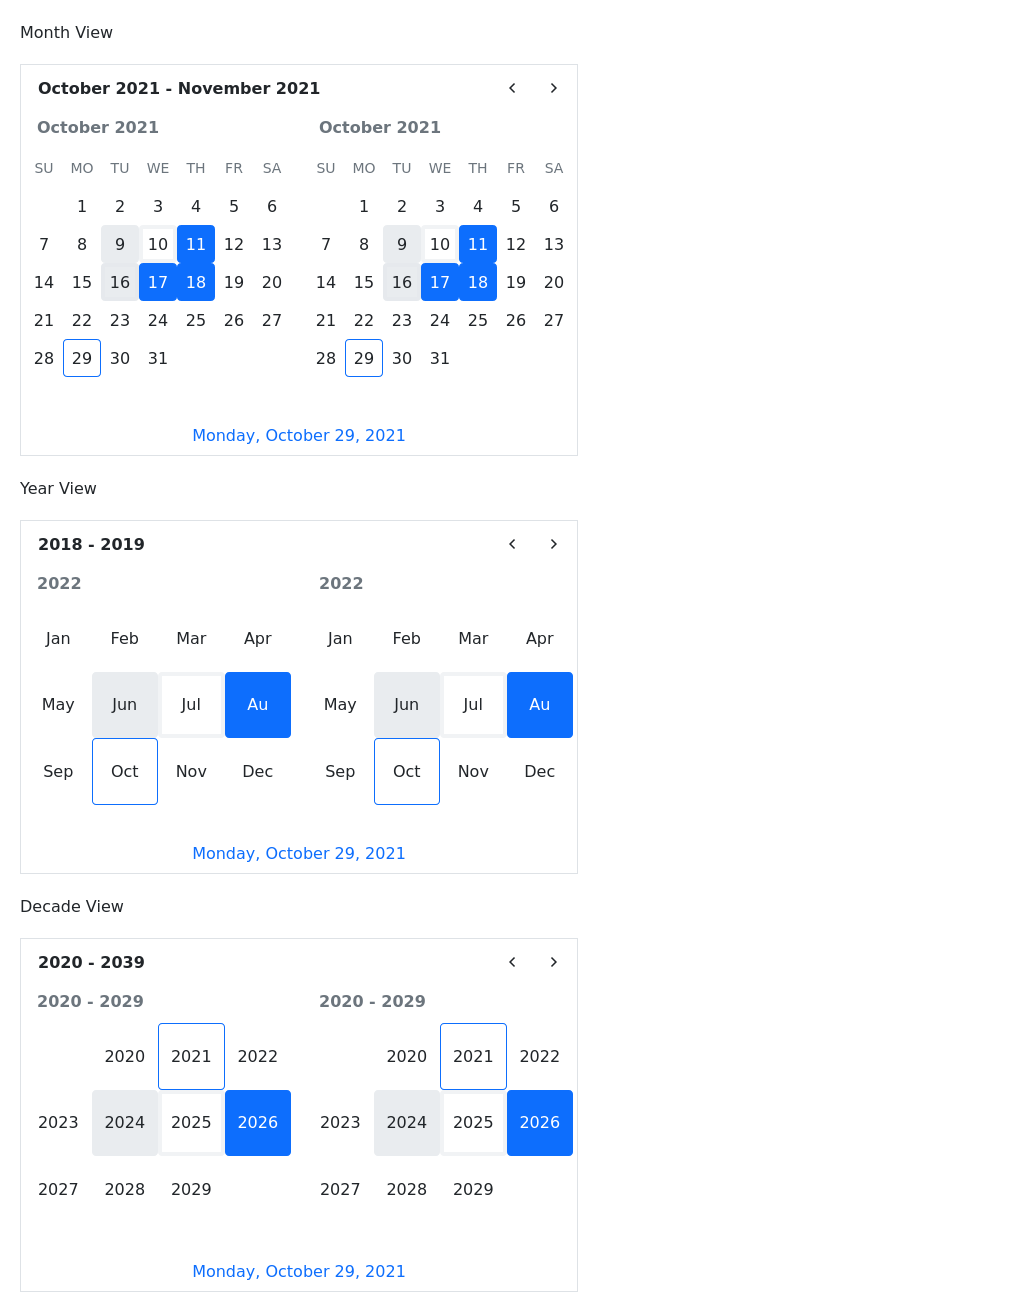 Month View
October 2021 - November 2021
October 2021 October 2021
SU MO TU WE TH FR SA SU MO TU WE TH FR SA
1 2 3 4 5 6 1 2 3 4 5 6
7 8 9 10 11 12 13 7 8 9 10 11 12 13
14 15 16 17 18 19 20 14 15 16 17 18 19 20
21 22 23 24 25 26 27 21 22 23 24 25 26 27
28 29 30 31 28 29 30 31
Monday, October 29, 2021
Year View
2018 - 2019
2022 2022
Jan Feb Mar Apr Jan Feb Mar Apr
May Jun Jul Au May Jun Jul Au
Sep Oct Nov Dec Sep Oct Nov Dec
Monday, October 29, 2021
Decade View
2020 - 2039
2020 - 2029 2020 - 2029
2020 2021 2022 2020 2021 2022
2023 2024 2025 2026 2023 2024 2025 2026
2027 2028 2029 2027 2028 2029
Monday, October 29, 2021